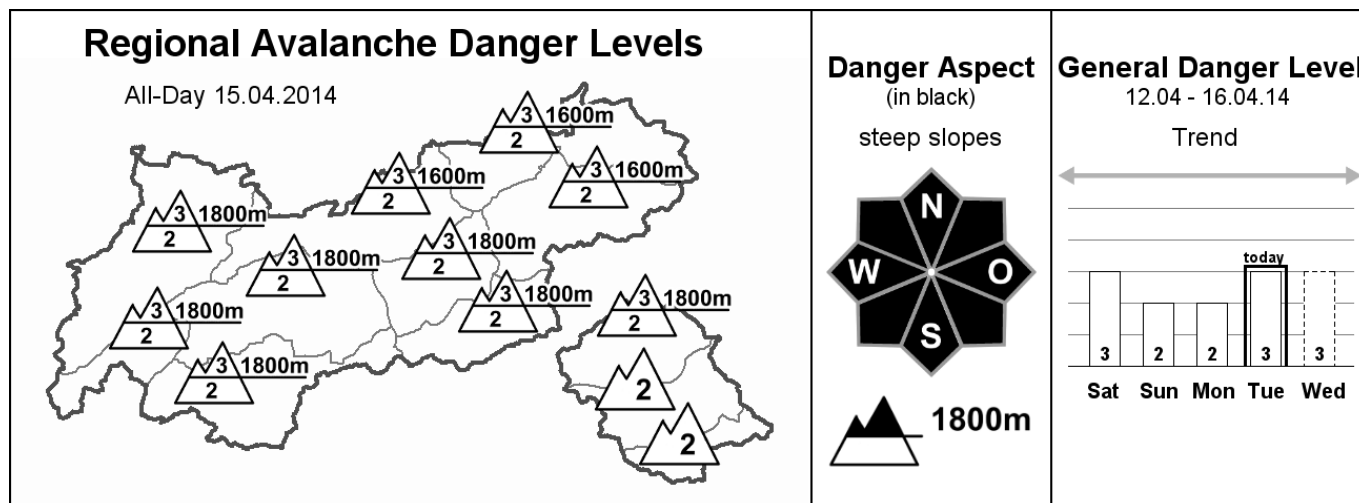 Regional Avalanche Danger Levels
All-Day 15.04.2014
3 1600m
2
3 1600m
2
3 1600m
2
3 1800m
2
3 1800m
2
3 1800m
2
3 1800m
2
3 1800m
2
3 1800m
2
3 1800m
2
2
2
Danger Aspect
(in black)
steep slopes
N
W O
S
1800m
General Danger Level
12.04 - 16.04.14
Trend
today
3 2 2 3 3
Sat Sun Mon Tue Wed